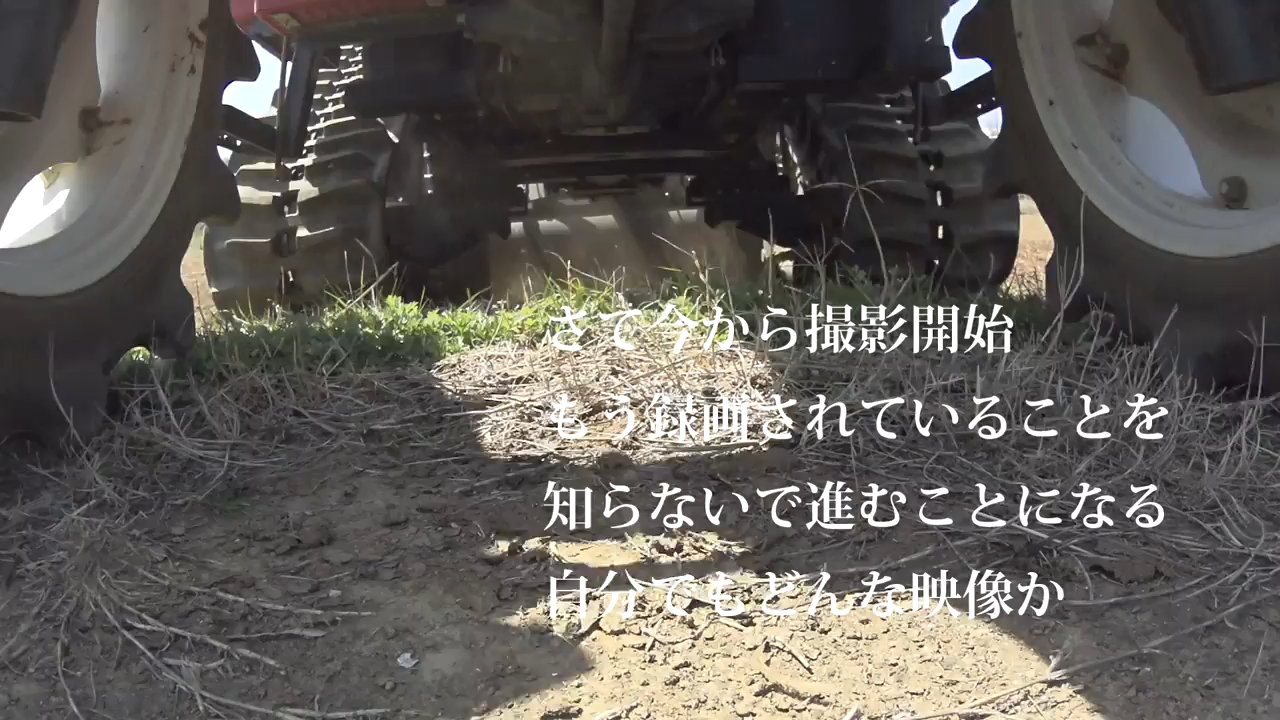 さて今から撮影開始
もう録画されていることを
知らないで進むことになる
自分でもどんな映像か